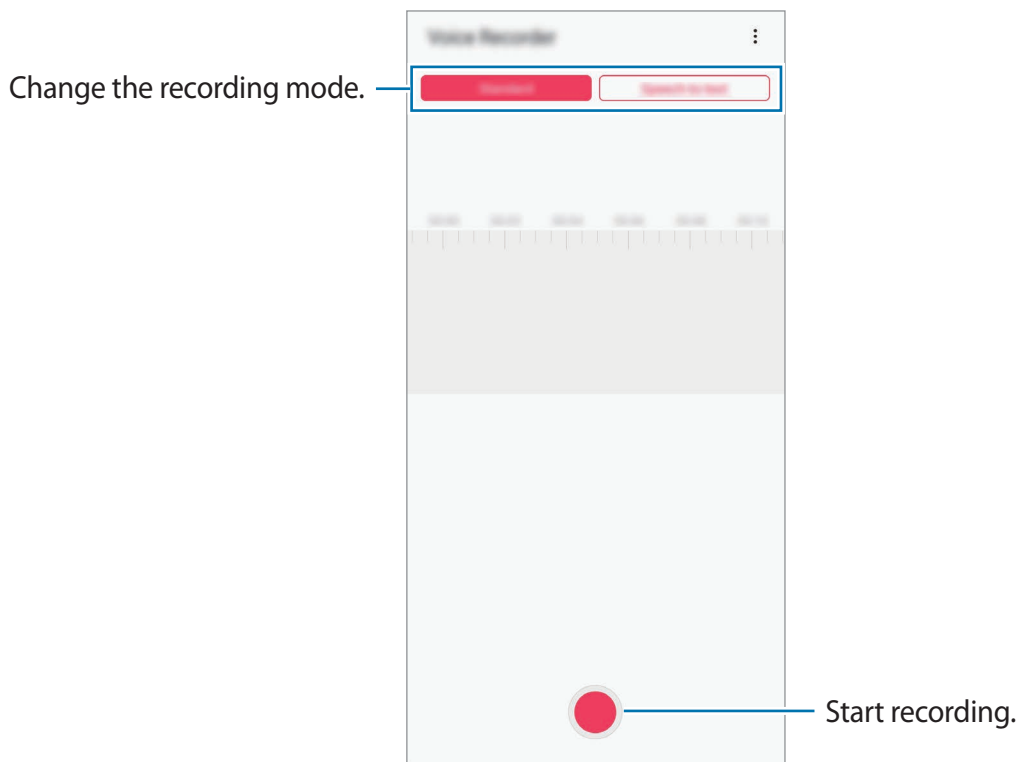 Voice Recorder
Change the recording mode.
Standard
Speech to text
Start recording.